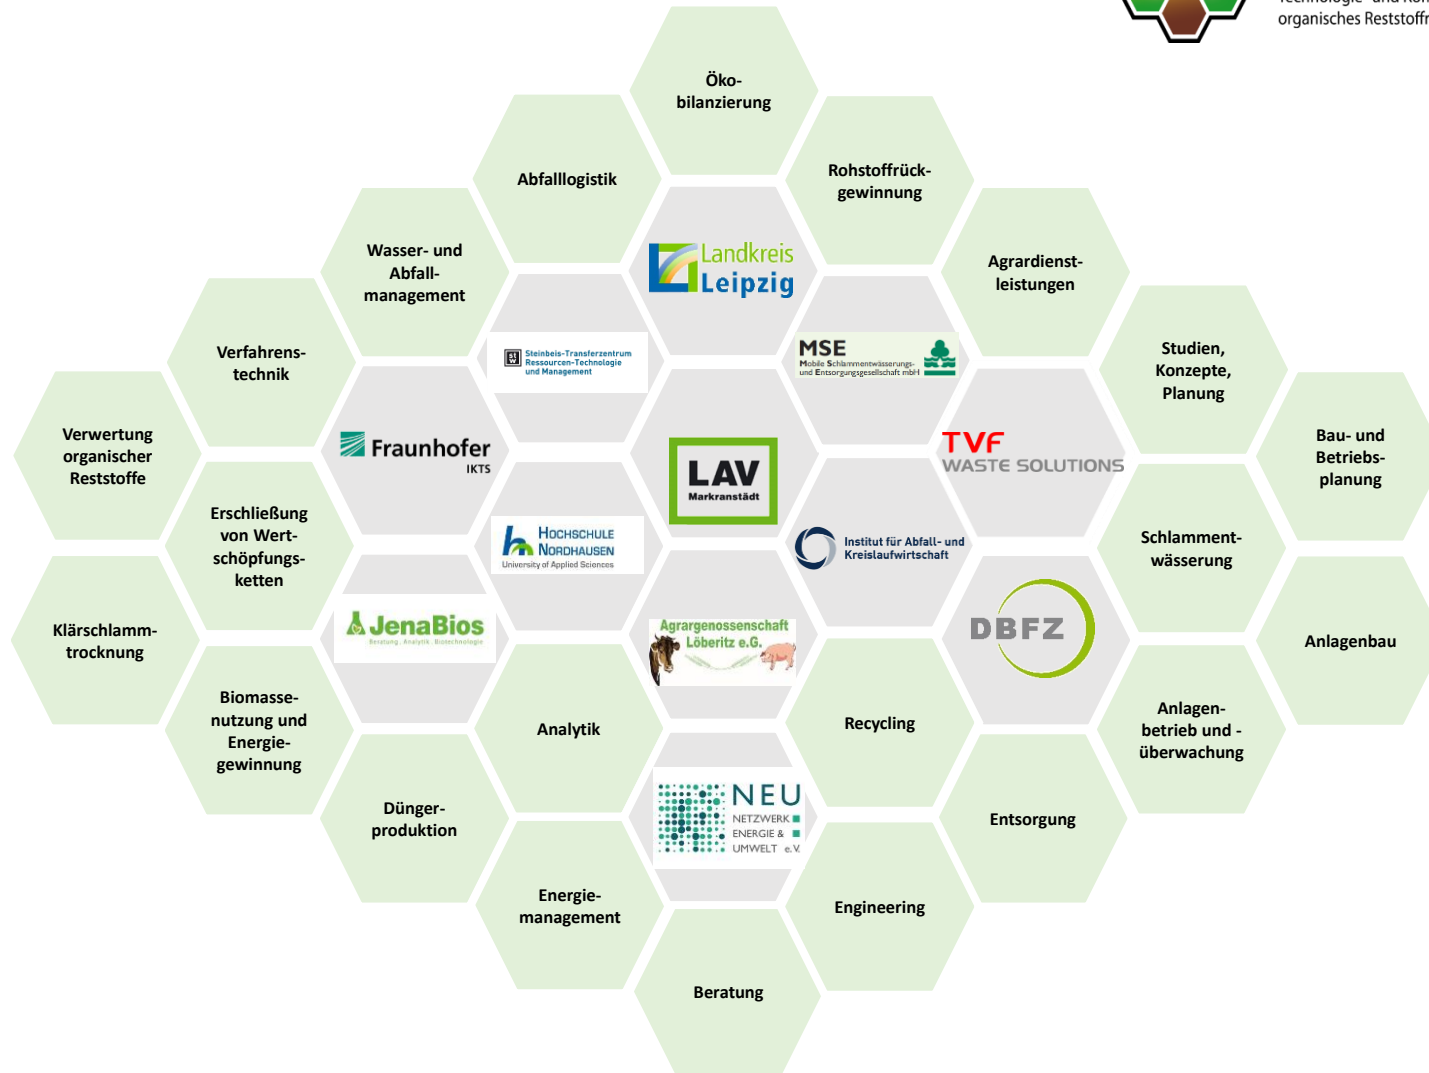 organisches Reststoffr
Öko-
bilanzierung
Abfalllogistik
Rohstoffrück-
gewinnung
Wasser- und
Abfall-
management
Landkreis
Leipzig
Agrardienst-
leistungen
Verfahrens-
technik
Steinbeis-Transferzentrum
Ressourcen-Technologie
und Management
MSE
Mobile Schlammentwässerungs-
und Entsorgungsgesellschaft mbH
Studien,
Konzepte,
Planung
Verwertung
organischer
Reststoffe
Fraunhofer
IKTS
LAV
Markranstädt
TVF
WASTE SOLUTIONS
Bau- und
Betriebs-
planung
Erschließung
von Wert-
schöpfungs-
ketten
HOCHSCHULE
NORDHAUSEN
University of Applied Sciences
Institut für Abfall- und
Kreislaufwirtschaft
Schlamment-
wässerung
Klärschlamm-
trocknung
JenaBios
Beratung. Analytik. Biotechnologie
Agrargenossenschaft
Löberitz e.G.
DBFZ
Anlagenbau
Biomasse-
nutzung und
Energie-
gewinnung
Analytik
Recycling
Anlagen-
betrieb und -
überwachung
Dünger-
produktion
NEU
NETZWERK
ENERGIE &
UMWELT e.V.
Entsorgung
Energie-
management
Engineering
Beratung